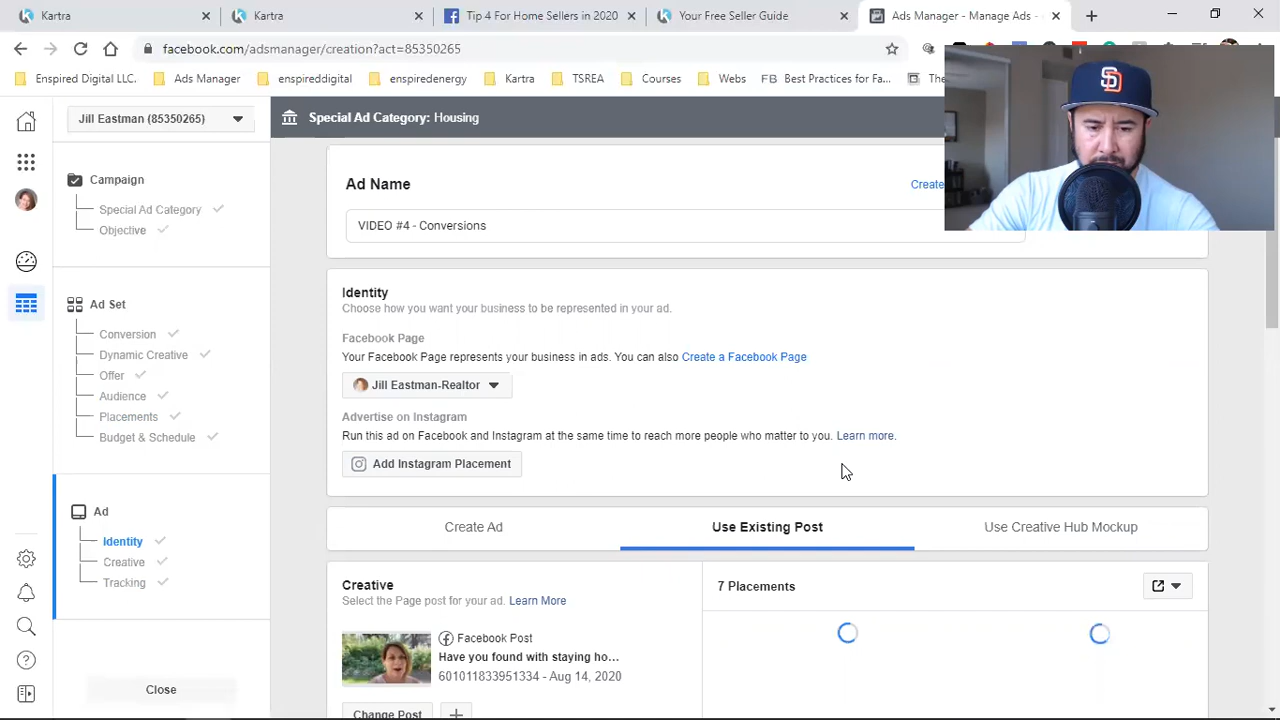 Kartra
Kartra
Tip 4 For Home Sellers in 2020
Your Free Seller Guide
Ads Manager - Manage Ads -
facebook.com/adsmanager/creation?act=85350265
Enspired Digital LLC.
Ads Manager
enspireddigital
enspiredenergy
Kartra
TSREA
Courses
Webs
FB Best Practices for Fa...
Jill Eastman (85350265)
Special Ad Category: Housing
Campaign
Special Ad Category
Objective
Ad Set
Conversion
Dynamic Creative
Offer
Audience
Placements
Budget & Schedule
Ad
Identity
Creative
Tracking
Close
Ad Name
Create
VIDEO #4 - Conversions
Identity
Choose how you want your business to be represented in your ad.
Facebook Page
Your Facebook Page represents your business in ads. You can also Create a Facebook Page
Jill Eastman-Realtor
Advertise on Instagram
Run this ad on Facebook and Instagram at the same time to reach more people who matter to you. Learn more.
Add Instagram Placement
Create Ad
Use Existing Post
Use Creative Hub Mockup
Creative
Select the Page post for your ad. Learn More
Facebook Post
Have you found with staying ho...
601011833951334 - Aug 14, 2020
Change Post
7 Placements
SD